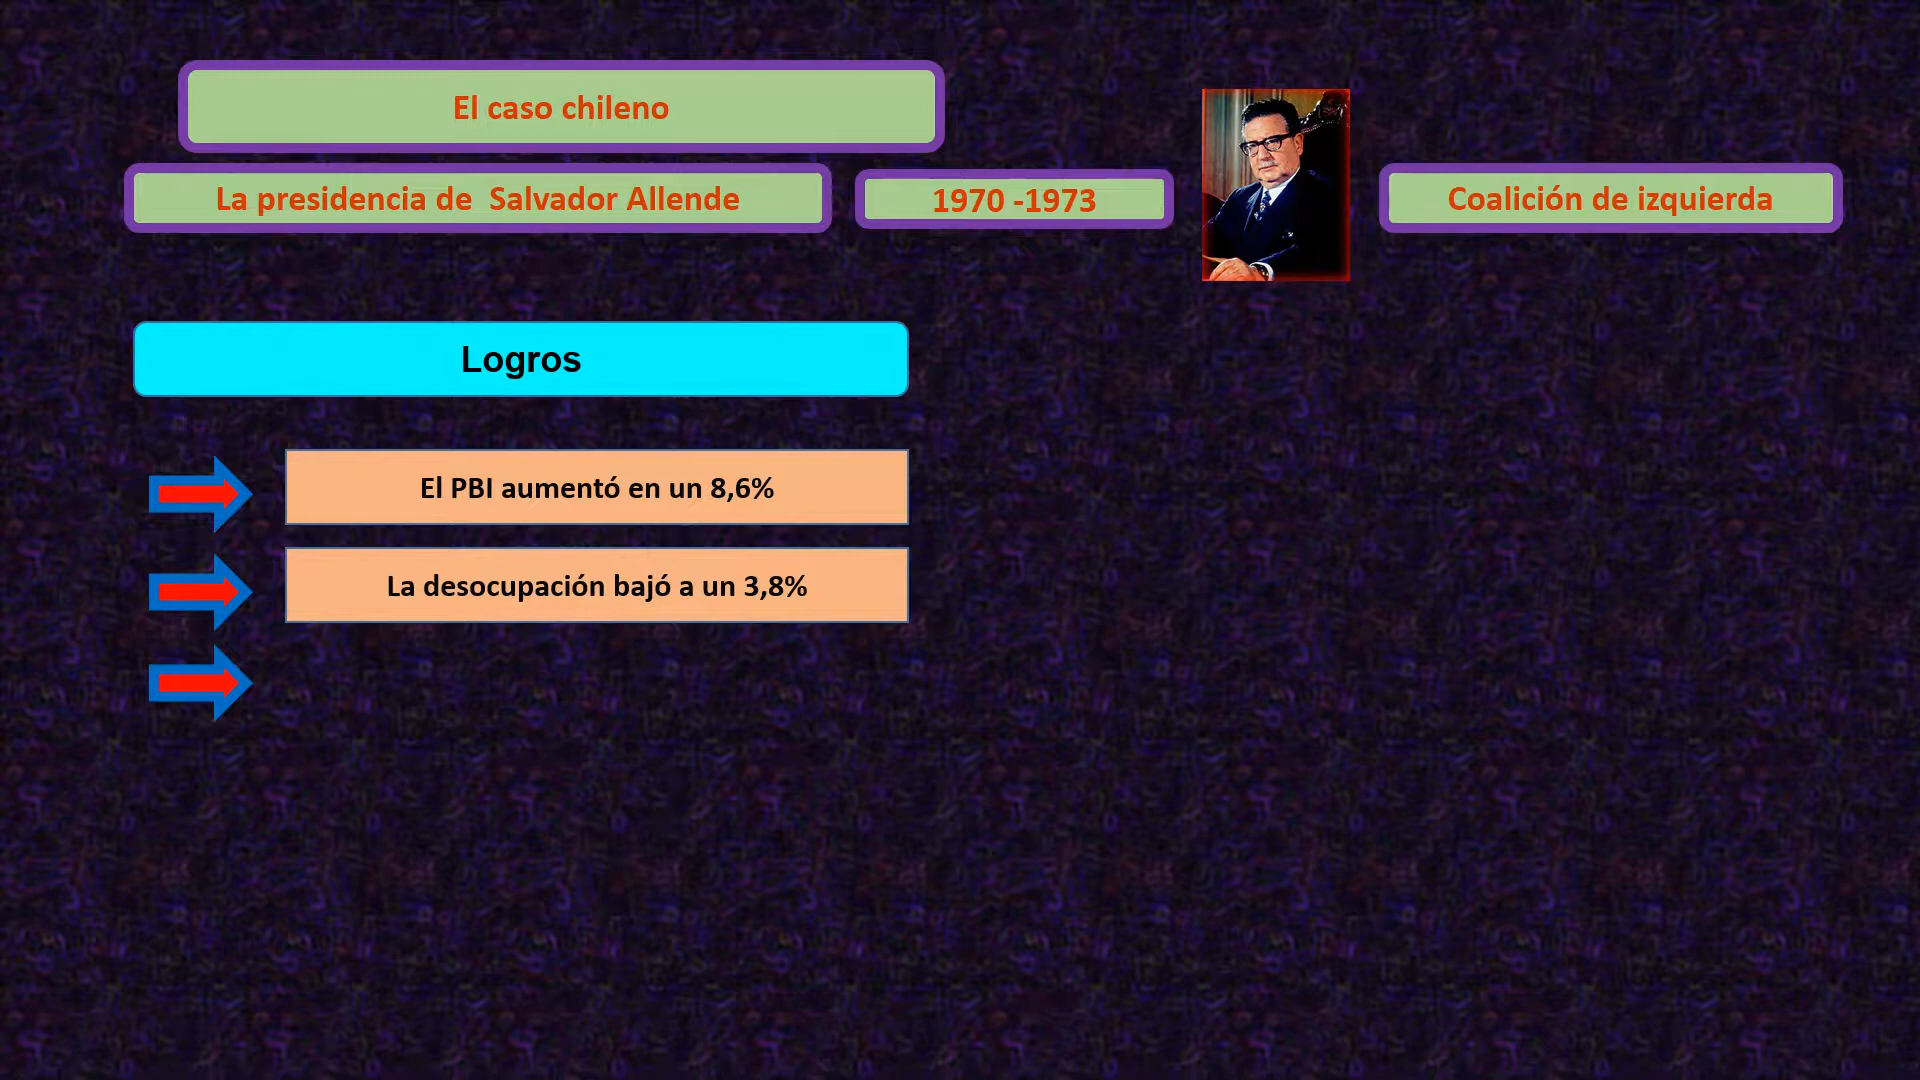 El caso chileno
La presidencia de  Salvador Allende
1970 -1973
Coalición de izquierda
Logros
El PBI aumentó en un 8,6%
La desocupación bajó a un 3,8%